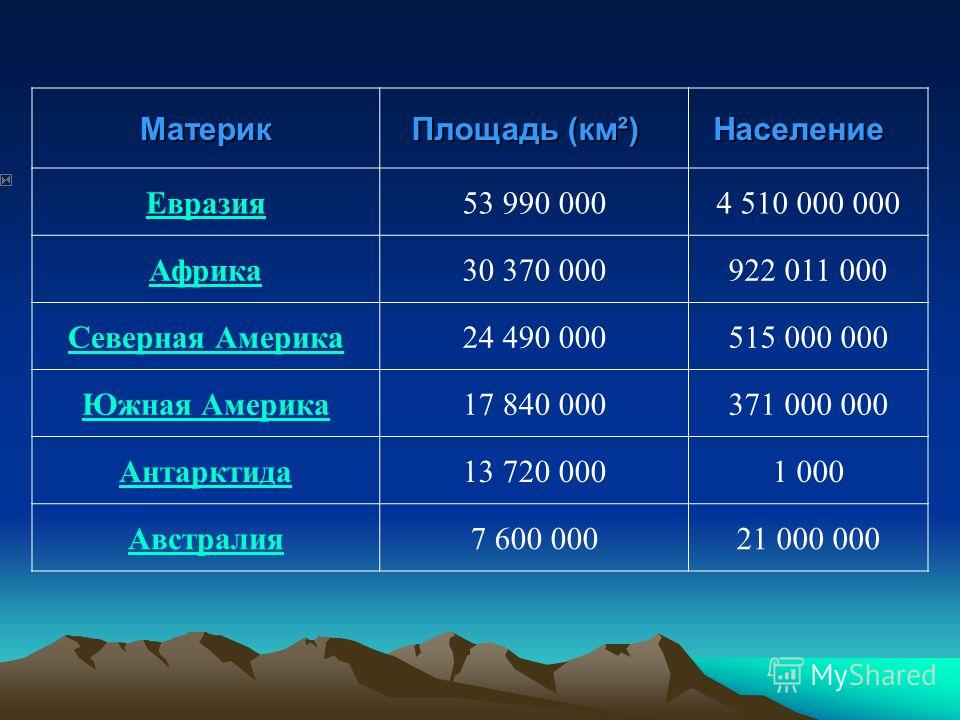 Материк Площадь (км²) Население
Евразия 53 990 000 4 510 000 000
Африка 30 370 000 922 011 000
Северная Америка 24 490 000 515 000 000
Южная Америка 17 840 000 371 000 000
Антарктида 13 720 000 1 000
Австралия 7 600 000 21 000 000
MyShared